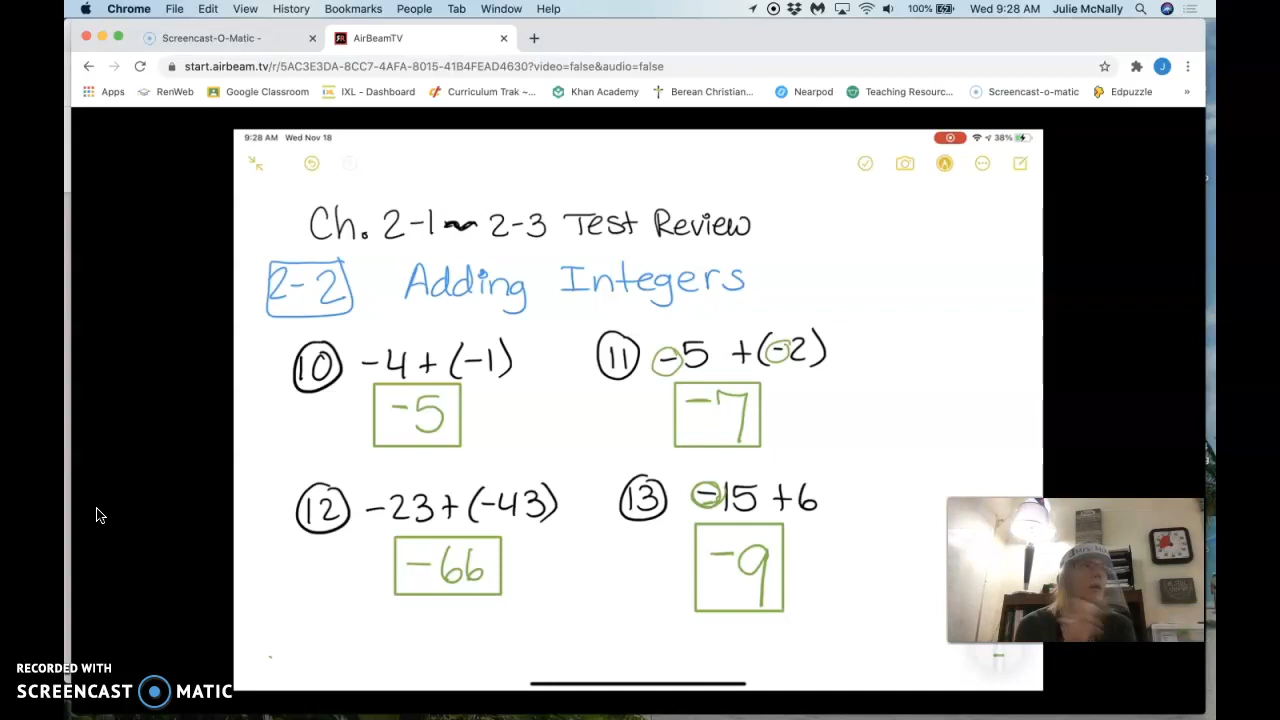 Chrome File Edit View History Bookmarks People Tab Window Help 100% Wed 9:28 AM Julie McNally
Screencast-O-Matic - AirBeamTV
start.airbeam.tv/r/5AC3E3DA-8CC7-4AFA-8015-41B4FEAD4630?video=false&audio=false J
Apps RenWeb Google Classroom IXL - Dashboard Curriculum Trak ~... Khan Academy Berean Christian... Nearpod Teaching Resourc... Screencast-o-matic Edpuzzle »
9:28 AM Wed Nov 18 38%
Ch. 2-1 ~ 2-3 Test Review
2-2 Adding Integers
10 -4 + (-1) 11 -5 + (-2)
-5 -7
12 -23 + (-43) 13 -15 + 6
-66 -9
RECORDED WITH
SCREENCAST MATIC